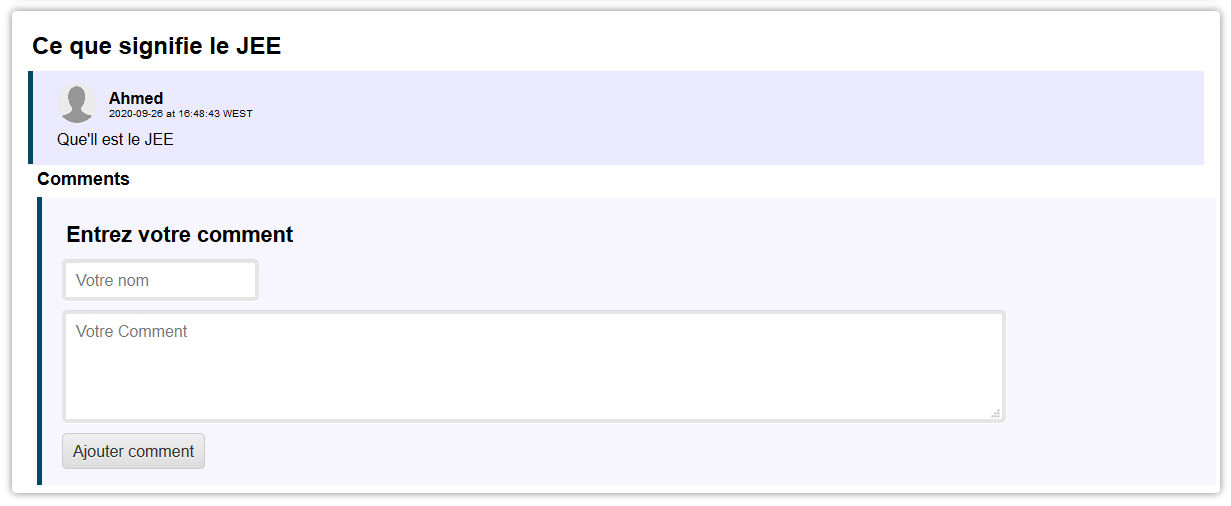 Ce que signifie le JEE
Ahmed
2020-09-26 at 16:48:43 WEST
Que'll est le JEE
Comments
Entrez votre comment
Votre nom
Votre Comment
Ajouter comment